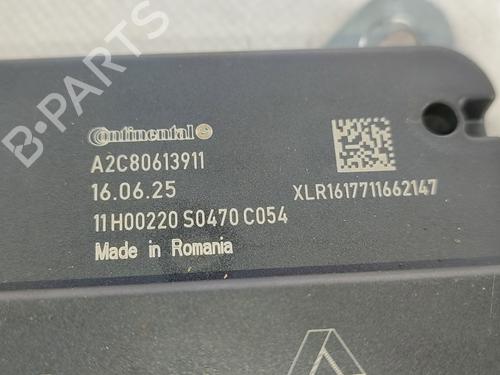 B-PARTS
Continental
A2C80613911
16.06.25
XLR1617711662147
11 H00220 S0470 C054
Made in Romania